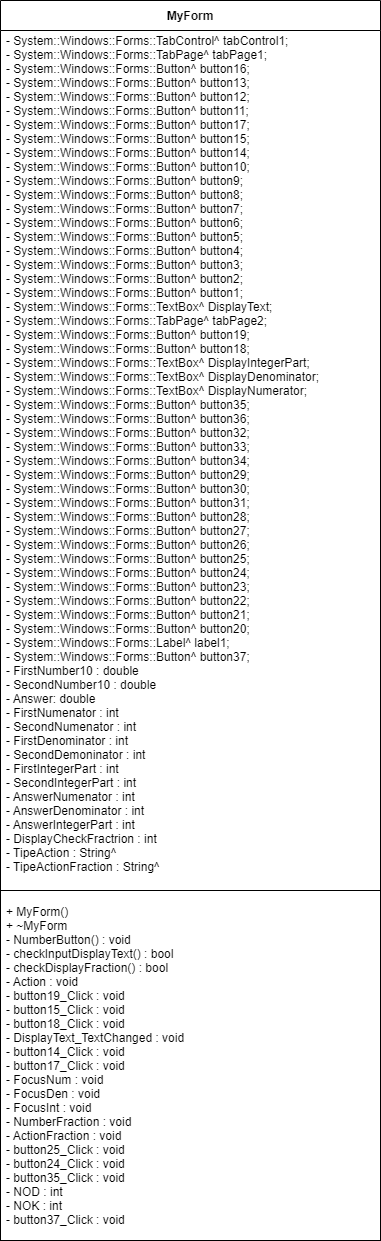 MyForm
- System::Windows::Forms::TabControl^ tabControl1;
- System::Windows::Forms::TabPage^ tabPage1;
- System::Windows::Forms::Button^ button16;
- System::Windows::Forms::Button^ button13;
- System::Windows::Forms::Button^ button12;
- System::Windows::Forms::Button^ button11;
- System::Windows::Forms::Button^ button17;
- System::Windows::Forms::Button^ button15;
- System::Windows::Forms::Button^ button14;
- System::Windows::Forms::Button^ button10;
- System::Windows::Forms::Button^ button9;
- System::Windows::Forms::Button^ button8;
- System::Windows::Forms::Button^ button7;
- System::Windows::Forms::Button^ button6;
- System::Windows::Forms::Button^ button5;
- System::Windows::Forms::Button^ button4;
- System::Windows::Forms::Button^ button3;
- System::Windows::Forms::Button^ button2;
- System::Windows::Forms::Button^ button1;
- System::Windows::Forms::TextBox^ DisplayText;
- System::Windows::Forms::TabPage^ tabPage2;
- System::Windows::Forms::Button^ button19;
- System::Windows::Forms::Button^ button18;
- System::Windows::Forms::TextBox^ DisplayIntegerPart;
- System::Windows::Forms::TextBox^ DisplayDenominator;
- System::Windows::Forms::TextBox^ DisplayNumerator;
- System::Windows::Forms::Button^ button35;
- System::Windows::Forms::Button^ button36;
- System::Windows::Forms::Button^ button32;
- System::Windows::Forms::Button^ button33;
- System::Windows::Forms::Button^ button34;
- System::Windows::Forms::Button^ button29;
- System::Windows::Forms::Button^ button30;
- System::Windows::Forms::Button^ button31;
- System::Windows::Forms::Button^ button28;
- System::Windows::Forms::Button^ button27;
- System::Windows::Forms::Button^ button26;
- System::Windows::Forms::Button^ button25;
- System::Windows::Forms::Button^ button24;
- System::Windows::Forms::Button^ button23;
- System::Windows::Forms::Button^ button22;
- System::Windows::Forms::Button^ button21;
- System::Windows::Forms::Button^ button20;
- System::Windows::Forms::Label^ label1;
- System::Windows::Forms::Button^ button37;
- FirstNumber10 : double
- SecondNumber10 : double
- Answer: double
- FirstNumenator : int
- SecondNumenator : int
- FirstDenominator : int
- SecondDemoninator : int
- FirstIntegerPart : int
- SecondIntegerPart : int
- AnswerNumenator : int
- AnswerDenominator : int
- AnswerIntegerPart : int
- DisplayCheckFractrion : int
- TipeAction : String^
- TipeActionFraction : String^
+ MyForm()
+ ~MyForm
- NumberButton() : void
- checkInputDisplayText() : bool
- checkDisplayFraction() : bool
- Action : void
- button19_Click : void
- button15_Click : void
- button18_Click : void
- DisplayText_TextChanged : void
- button14_Click : void
- button17_Click : void
- FocusNum : void
- FocusDen : void
- FocusInt : void
- NumberFraction : void
- ActionFraction : void
- button25_Click : void
- button24_Click : void
- button35_Click : void
- NOD : int
- NOK : int
- button37_Click : void